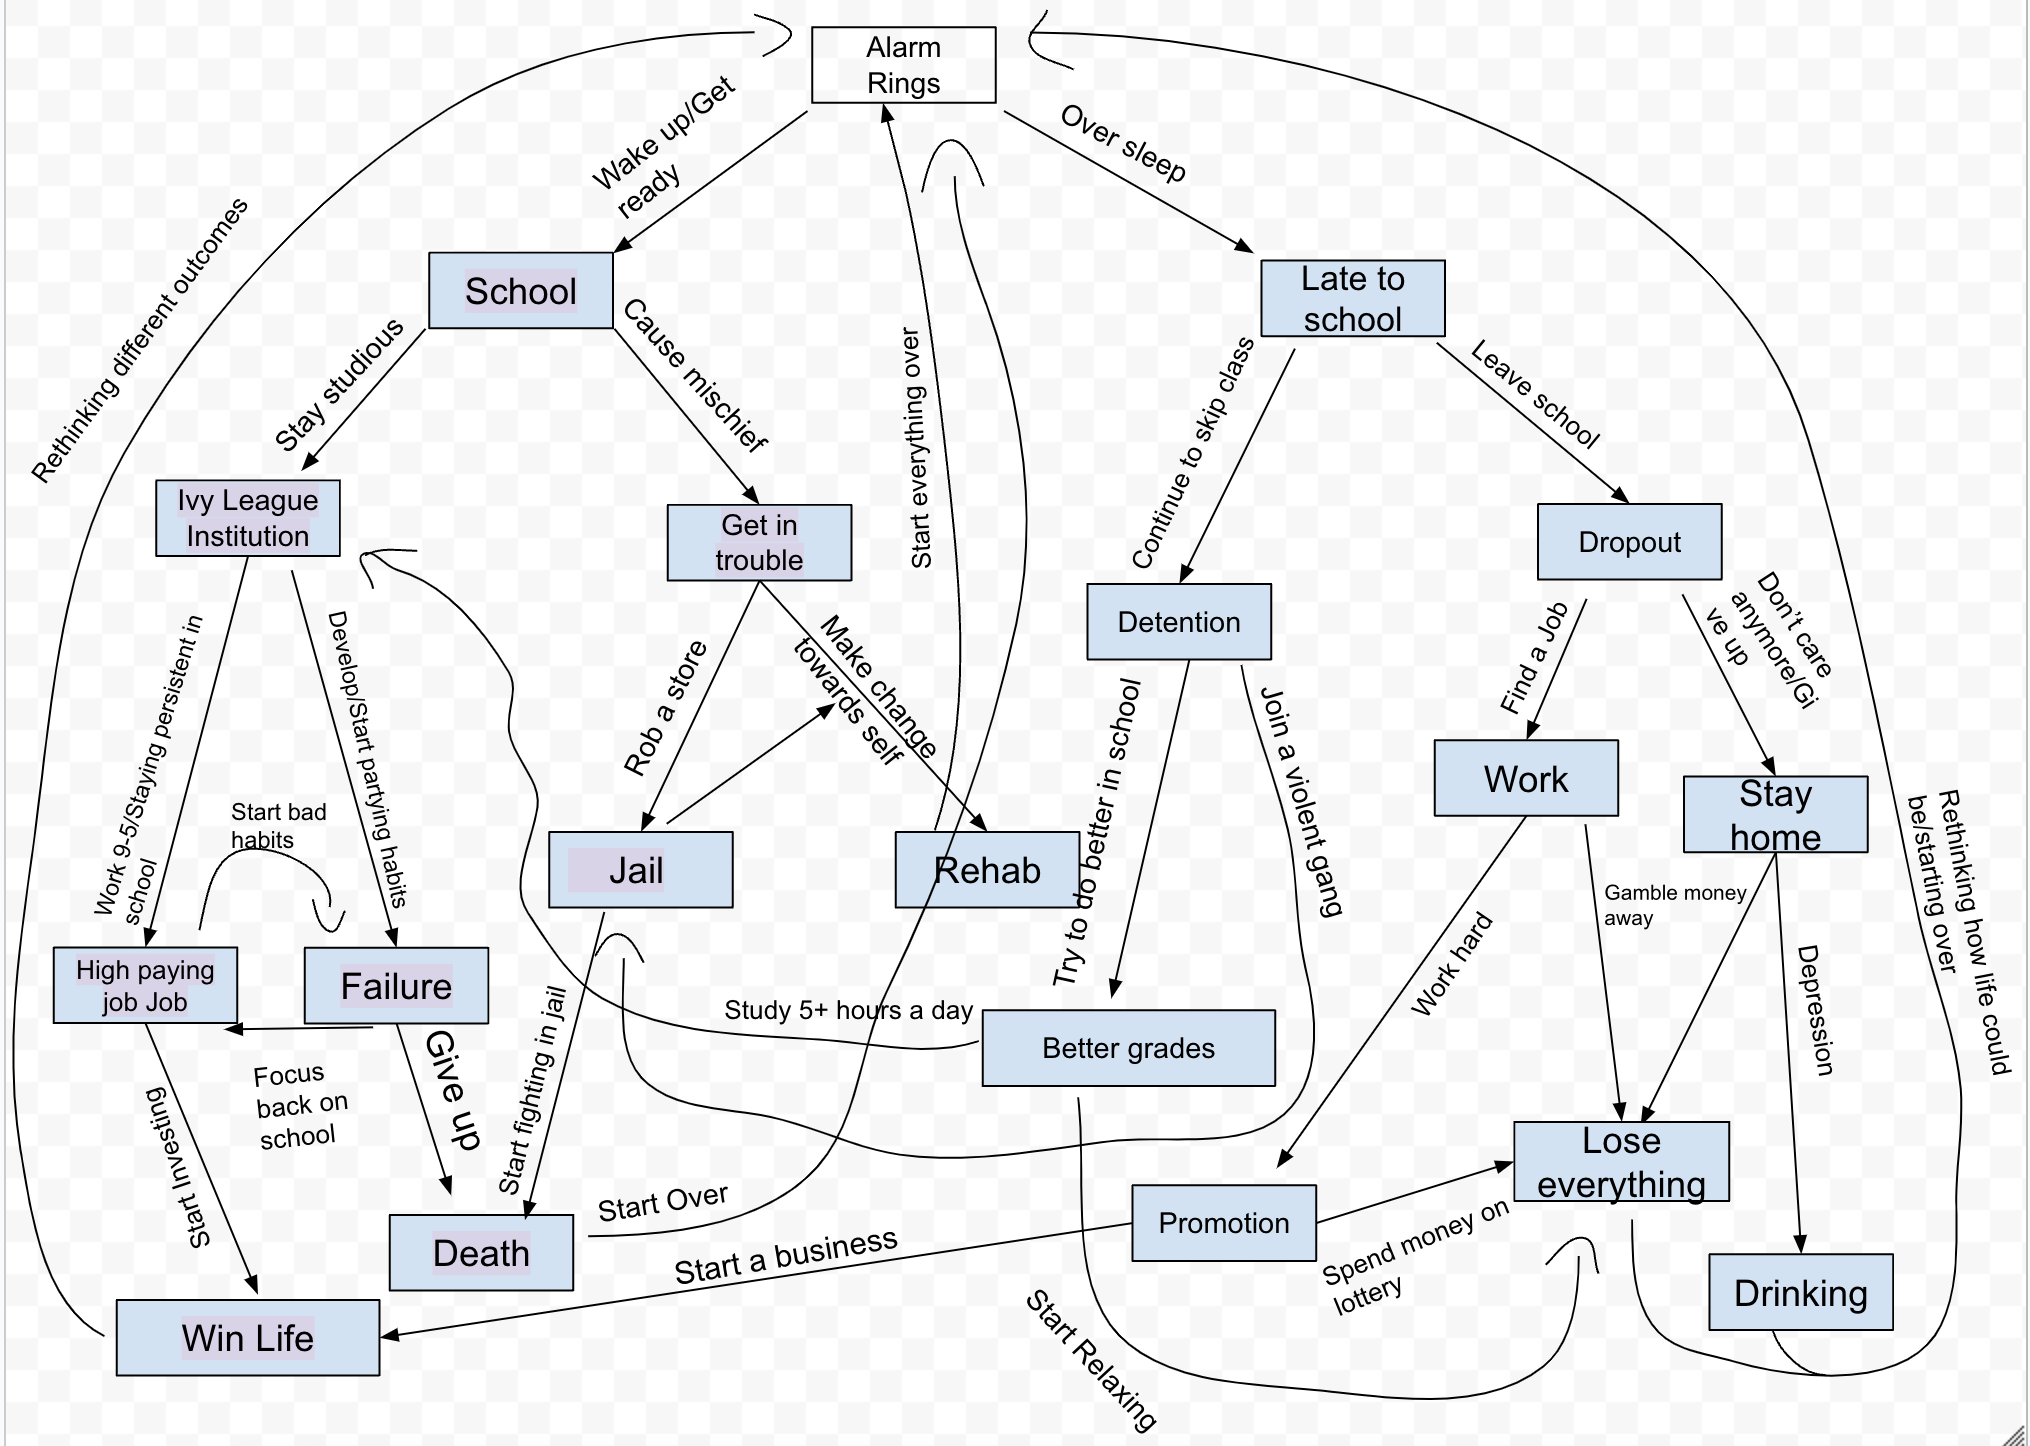 Alarm
Rings
Wake up/Get
ready
Over sleep
Rethinking different outcomes
School
Late to
school
Stay studious
Cause mischief
Start everything over
Continue to skip class
Leave school
Ivy League
Institution
Get in
trouble
Dropout
Detention
Work 9-5/Staying persistent in
school
Develop/Start partying habits
Rob a store
Make change
towards self
Try to do better in school
Join a violent gang
Find a Job
Don't care
anymore/Gi
ve up
Work
Stay
home
Start bad
habits
Jail
Rehab
Gamble money
away
Work hard
Depression
Rethinking how life could
be/starting over
High paying
job Job
Failure
Study 5+ hours a day
Better grades
Focus
back on
school
Give up
Start Investing
Start fighting in jail
Lose
everything
Start Over
Promotion
Spend money on
lottery
Death
Start a business
Drinking
Win Life
Start Relaxing